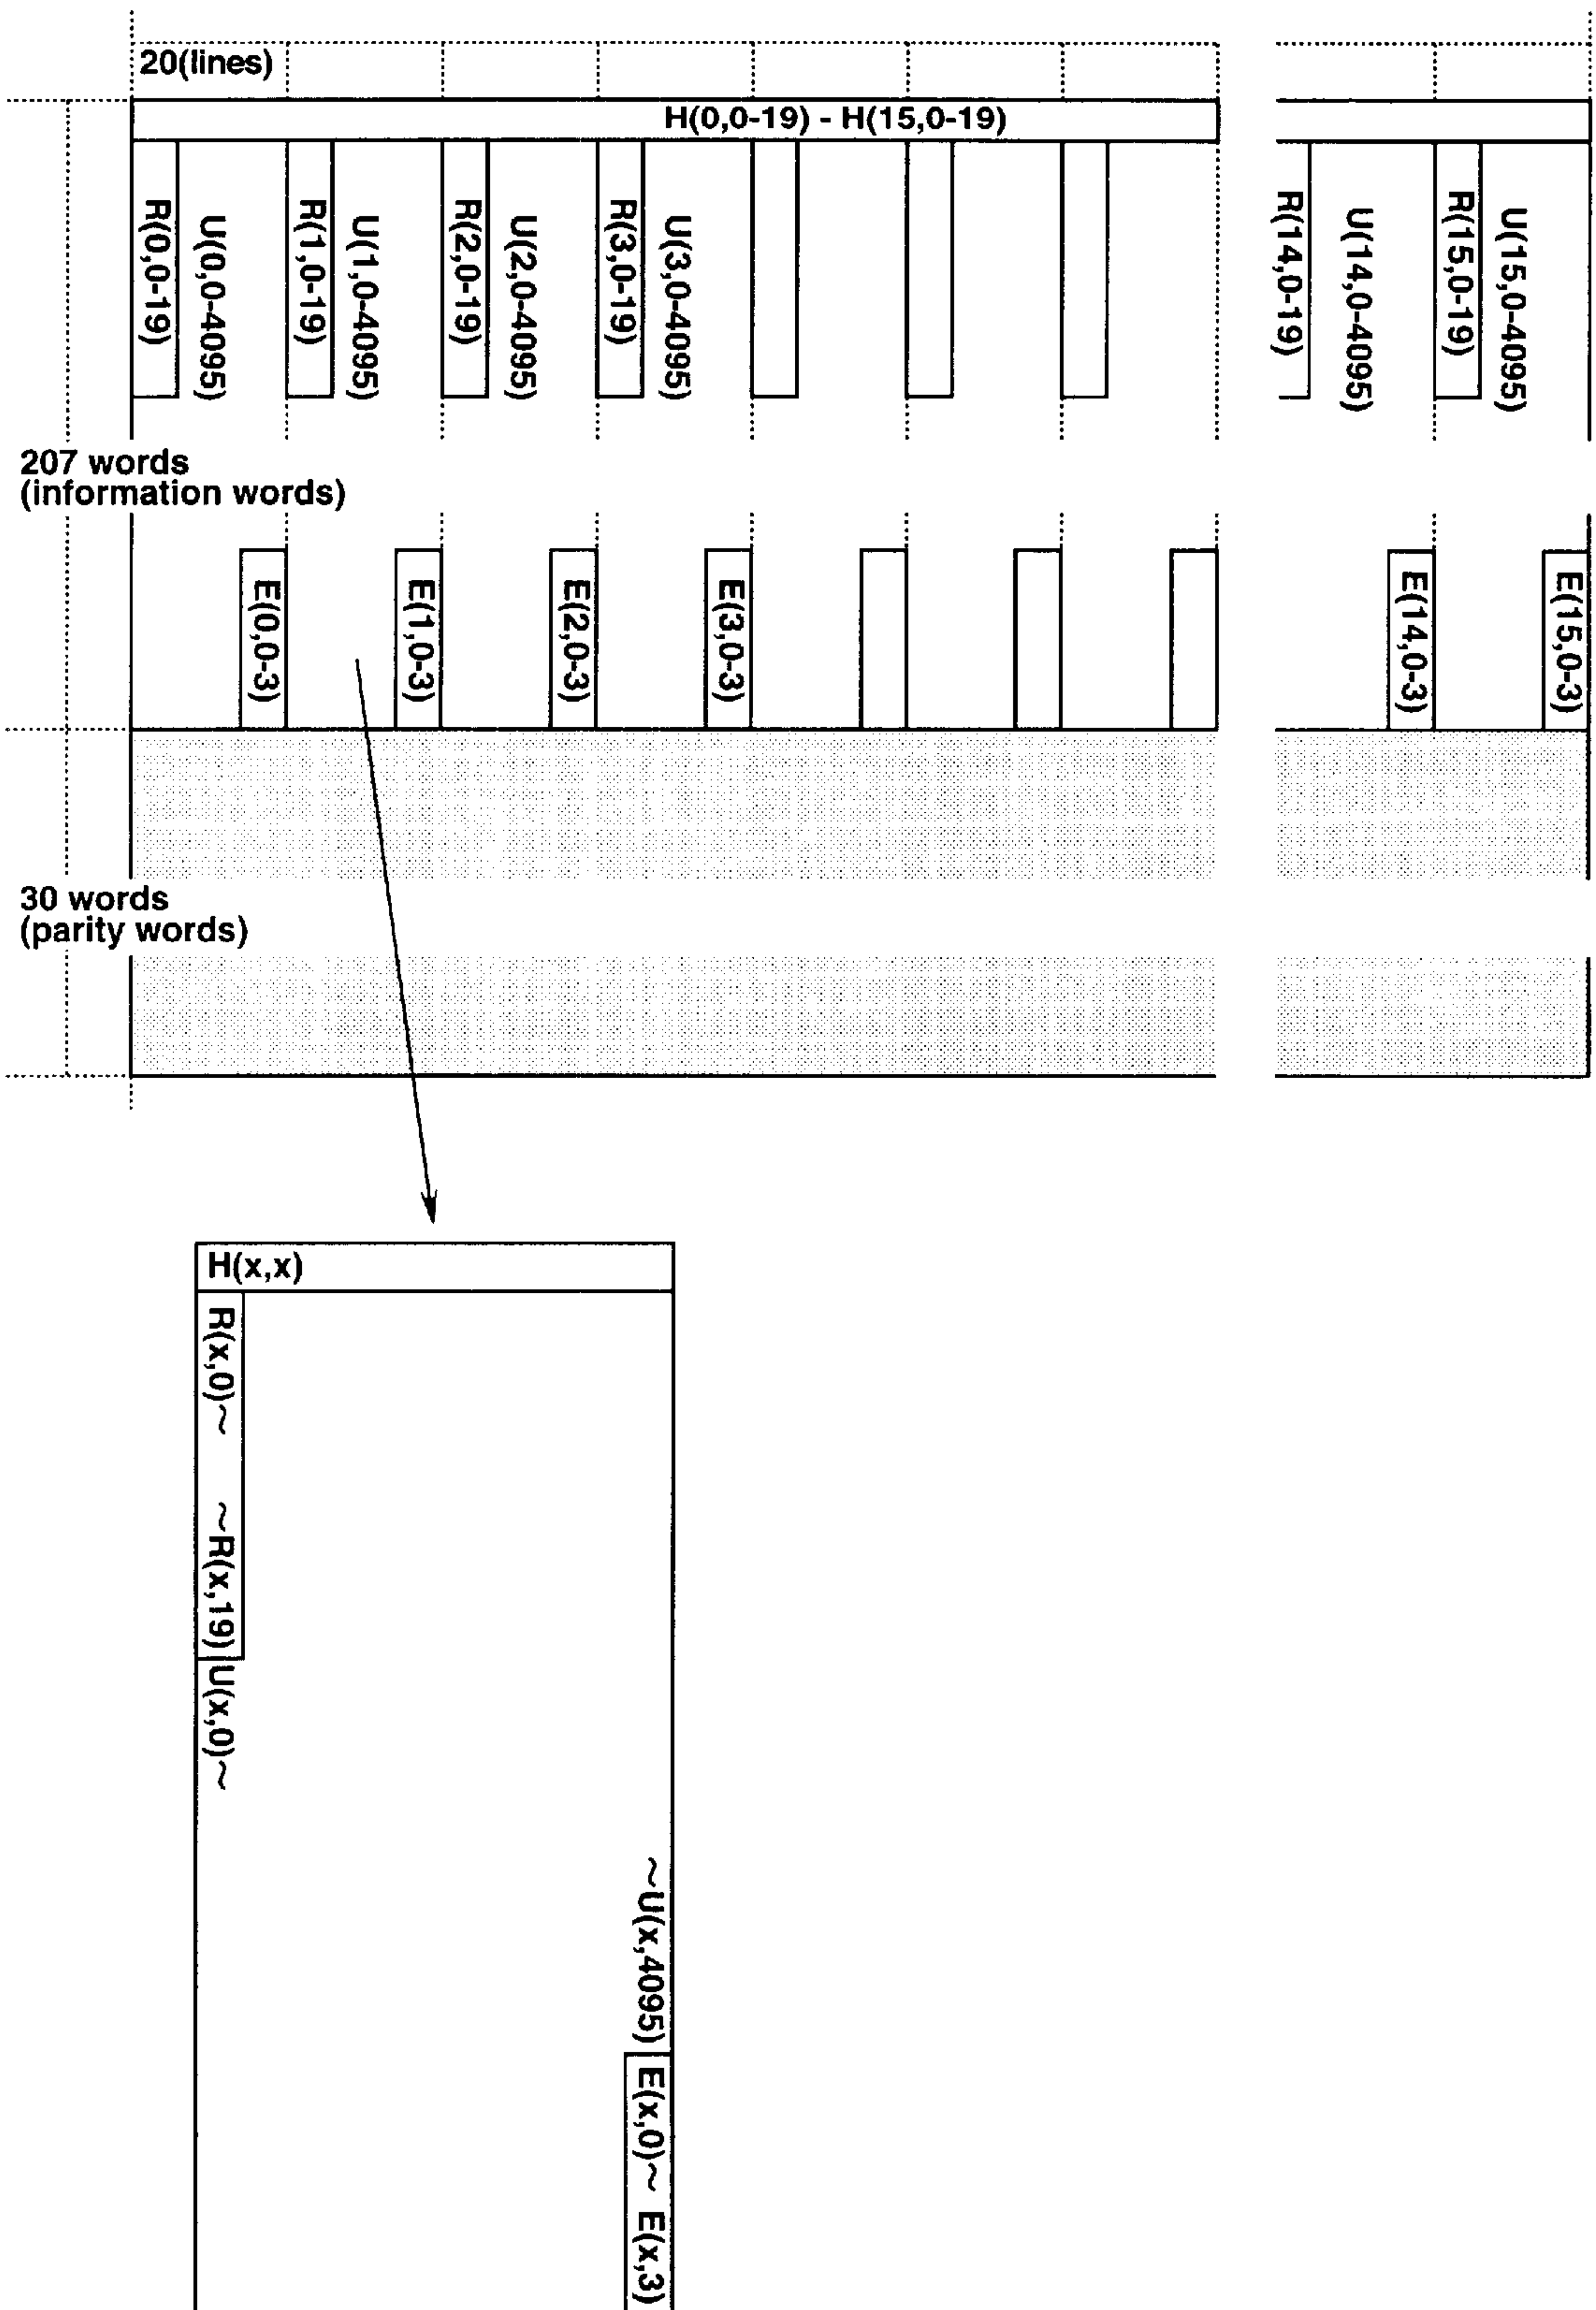 20(lines)
H(0,0-19) - H(15,0-19)
R(0,0-19)
U(0,0-4095)
R(1,0-19)
U(1,0-4095)
R(2,0-19)
U(2,0-4095)
R(3,0-19)
U(3,0-4095)
R(14,0-19)
U(14,0-4095)
R(15,0-19)
U(15,0-4095)
207 words
(information words)
E(0,0-3)
E(1,0-3)
E(2,0-3)
E(3,0-3)
E(14,0-3)
E(15,0-3)
30 words
(parity words)
H(x,x)
R(x,0)~ ~R(x,19) U(x,0)~
~U(x,4095) E(x,0)~ E(x,3)